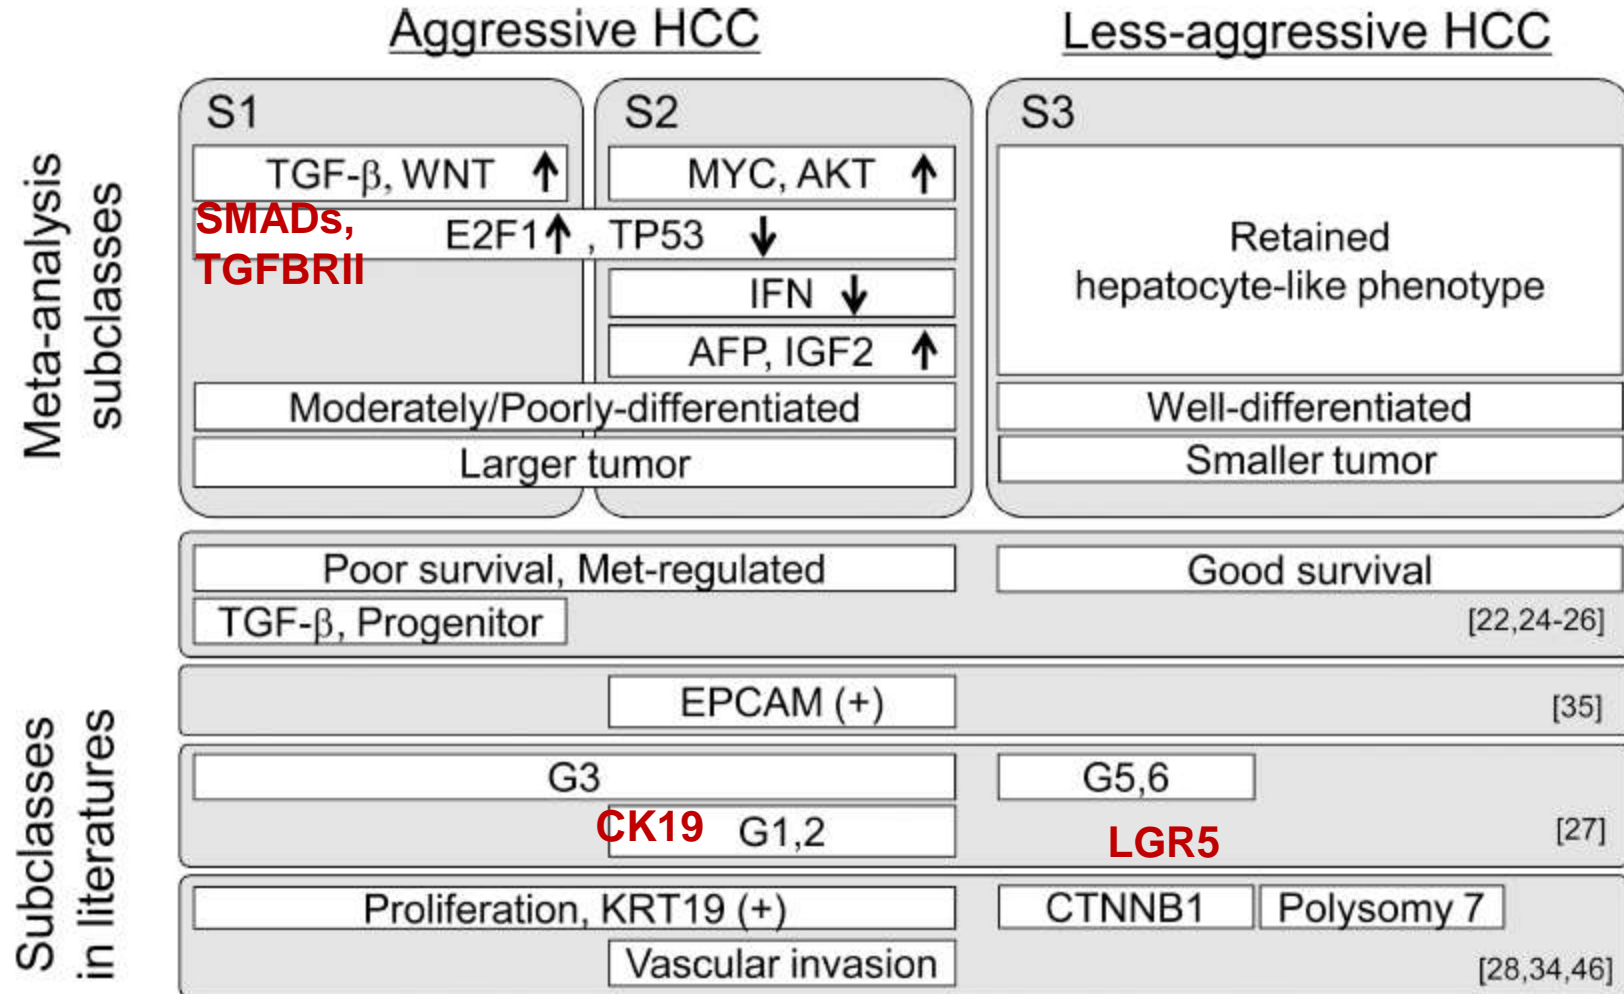 Aggressive HCC
Less-aggressive HCC
Meta-analysis
subclasses
S1
S2
S3
TGF-β, WNT ↑
MYC, AKT ↑
SMADs,
TGFBRII
E2F1↑ , TP53 ↓
IFN ↓
AFP, IGF2 ↑
Retained
hepatocyte-like phenotype
Moderately/Poorly-differentiated
Well-differentiated
Larger tumor
Smaller tumor
Subclasses
in literatures
Poor survival, Met-regulated
Good survival
TGF-β, Progenitor
[22,24-26]
EPCAM (+)
[35]
G3
G5,6
CK19
G1,2
LGR5
[27]
Proliferation, KRT19 (+)
CTNNB1
Polysomy 7
Vascular invasion
[28,34,46]